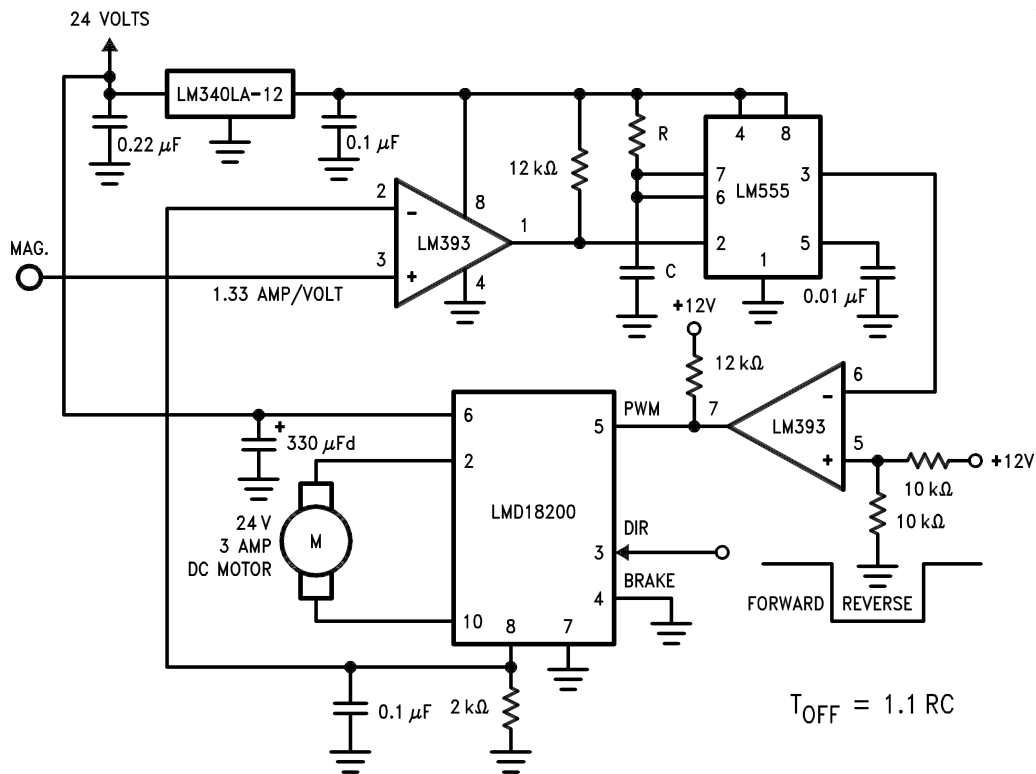 24 VOLTS
LM340LA-12
0.22 µF
0.1 µF
12 kΩ
R
4
8
7
6
2
LM555
3
5
1
C
0.01 µF
MAG.
2
-
3
+
LM393
8
4
1
1.33 AMP/VOLT
+12V
12 kΩ
PWM
7
LM393
-
6
+
5
+12V
10 kΩ
10 kΩ
+
330 µFd
6
2
5
LMD18200
24 V
3 AMP
DC MOTOR
M
DIR
3
BRAKE
4
10
8
7
FORWARD
REVERSE
0.1 µF
2 kΩ
TOFF = 1.1 RC